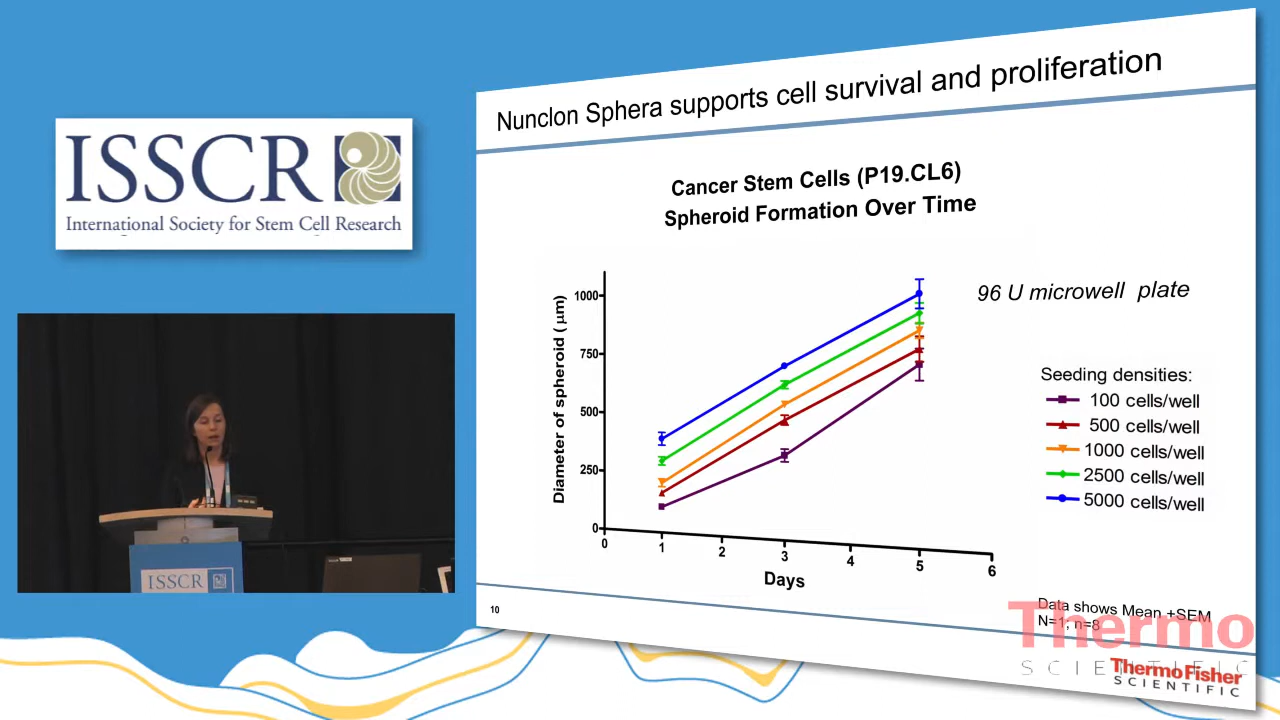 ISSCR
International Society for Stem Cell Research
Nunclon Sphera supports cell survival and proliferation
Cancer Stem Cells (P19.CL6)
Spheroid Formation Over Time
96 U microwell plate
Diameter of spheroid ( μm)
1000
750
500
250
0
0
1
2
3
4
5
6
Days
Seeding densities:
100 cells/well
500 cells/well
1000 cells/well
2500 cells/well
5000 cells/well
ISSCR
10
Data shows Mean +SEM
N=1; n=8
Thermo
SCIENTIFIC
ThermoFisher
SCIENTIFIC